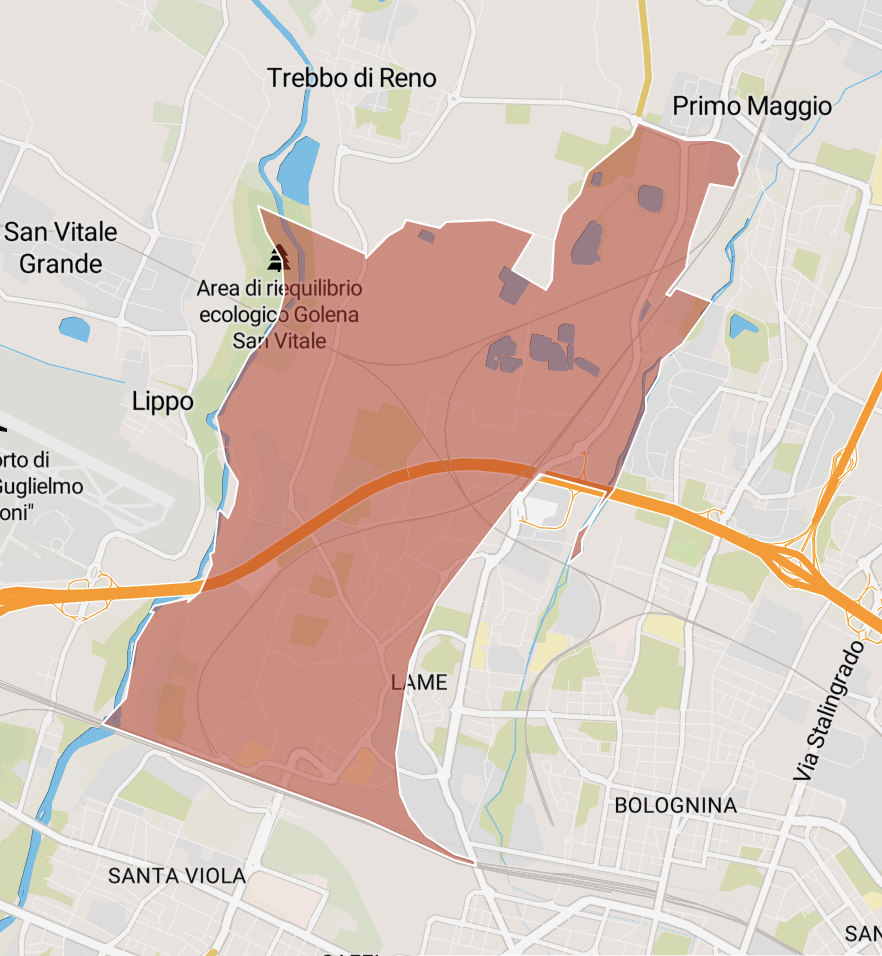 Trebbo di Reno
Primo Maggio
San Vitale
Grande
Area di riequilibrio
ecologico Golena
San Vitale
Lippo
orto di
Guglielmo
oni"
LAME
Via Stalingrado
BOLOGNINA
SANTA VIOLA
SAN